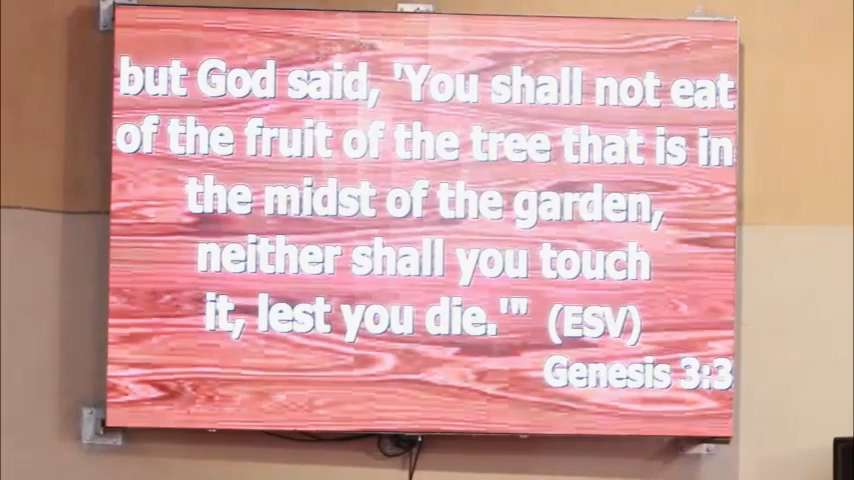 but God said, 'You shall not eat
of the fruit of the tree that is in
the midst of the garden,
neither shall you touch
it, lest you die.'" (ESV)
Genesis 3:3